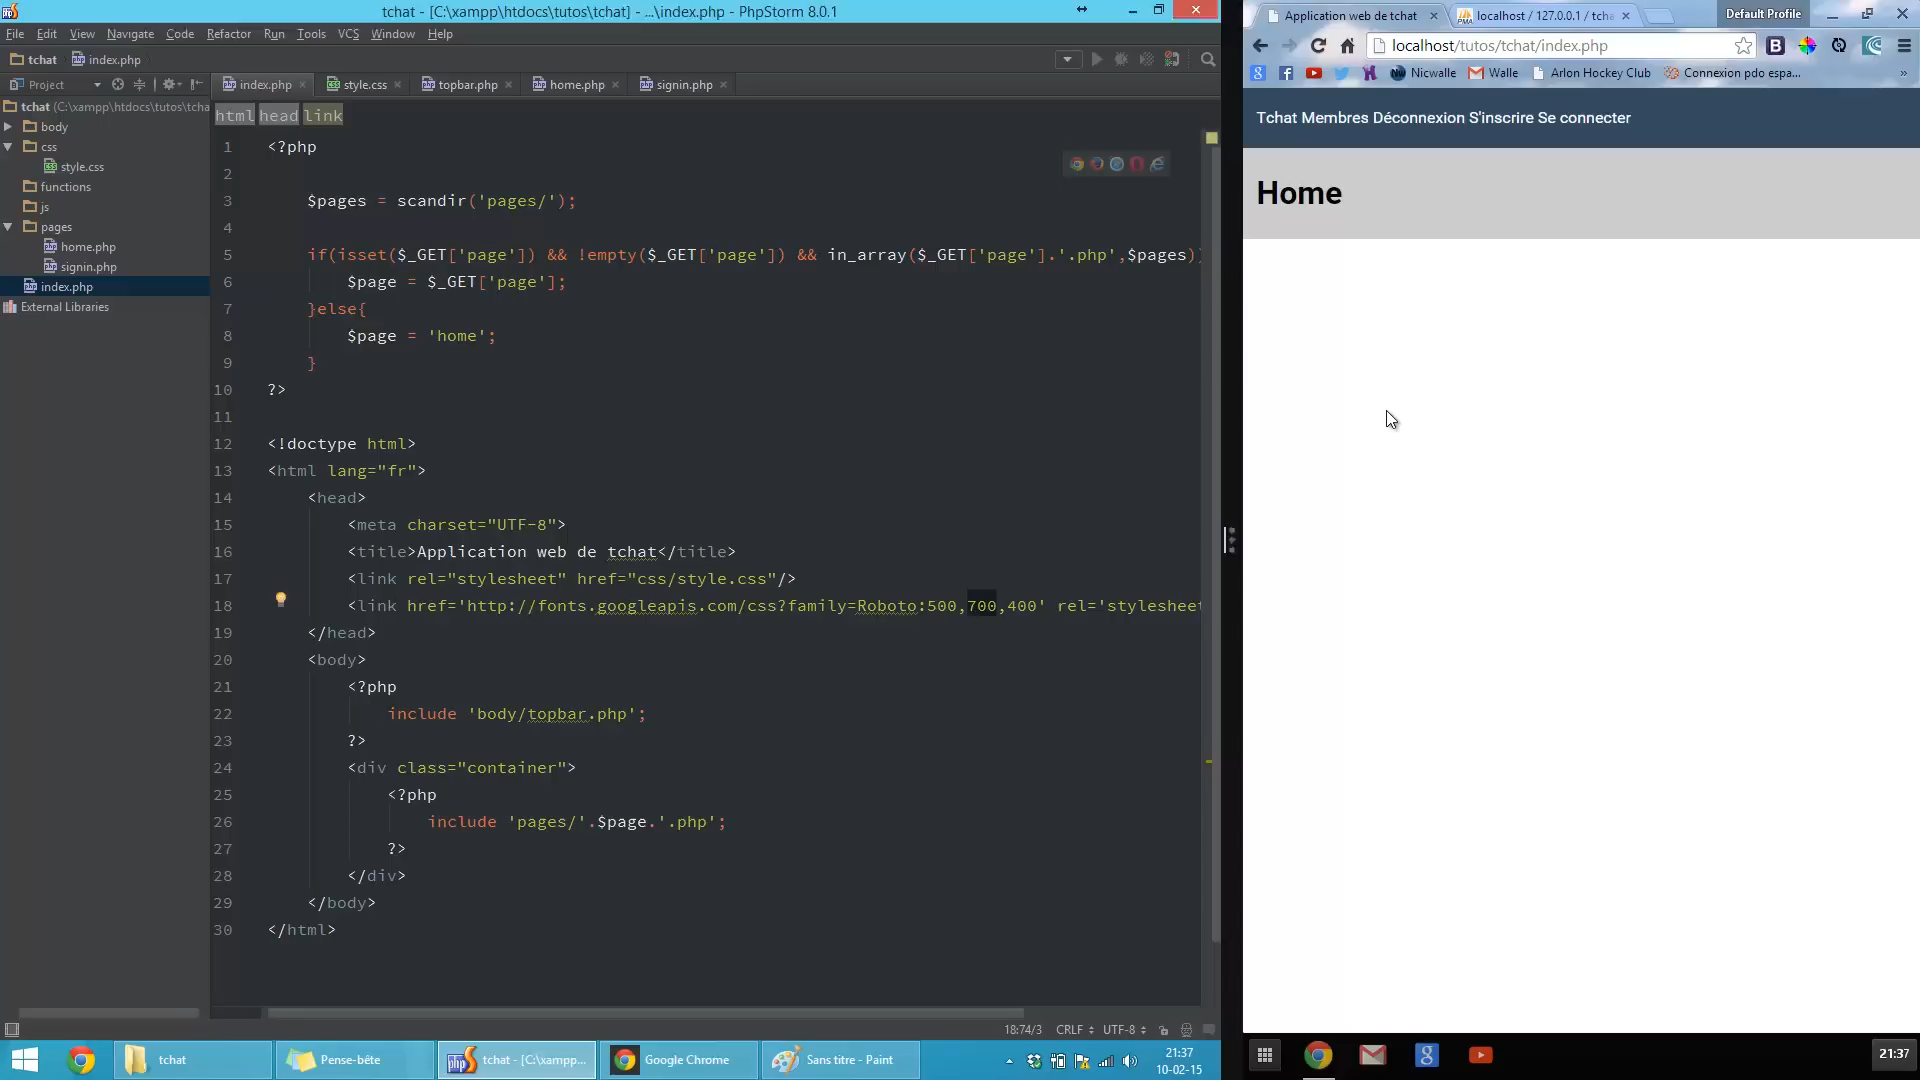 tchat - [C:\xampp\htdocs\tutos\tchat] - ...\index.php - PhpStorm 8.0.1
File Edit View Navigate Code Refactor Run Tools VCS Window Help
tchat index.php
Project
index.php style.css topbar.php home.php signin.php
tchat (C:\xampp\htdocs\tutos\tcha
body
css
style.css
functions
js
pages
home.php
signin.php
index.php
External Libraries
html head link
1 <?php
2
3 $pages = scandir('pages/');
4
5 if(isset($_GET['page']) && !empty($_GET['page']) && in_array($_GET['page'].'.php',$pages))
6 $page = $_GET['page'];
7 }else{
8 $page = 'home';
9 }
10 ?>
11
12 <!doctype html>
13 <html lang="fr">
14 <head>
15 <meta charset="UTF-8">
16 <title>Application web de tchat</title>
17 <link rel="stylesheet" href="css/style.css"/>
18 <link href='http://fonts.googleapis.com/css?family=Roboto:500,700,400' rel='stylesheet
19 </head>
20 <body>
21 <?php
22 include 'body/topbar.php';
23 ?>
24 <div class="container">
25 <?php
26 include 'pages/'.$page.'.php';
27 ?>
28 </div>
29 </body>
30 </html>
18:74/3 CRLF UTF-8
tchat Pense-bête tchat - [C:\xampp... Google Chrome Sans titre - Paint
21:37
10-02-15
Application web de tchat localhost / 127.0.0.1 / tcha Default Profile
localhost/tutos/tchat/index.php
Nicwalle Walle Arlon Hockey Club Connexion pdo espa... »
Tchat Membres Déconnexion S'inscrire Se connecter
Home
21:37